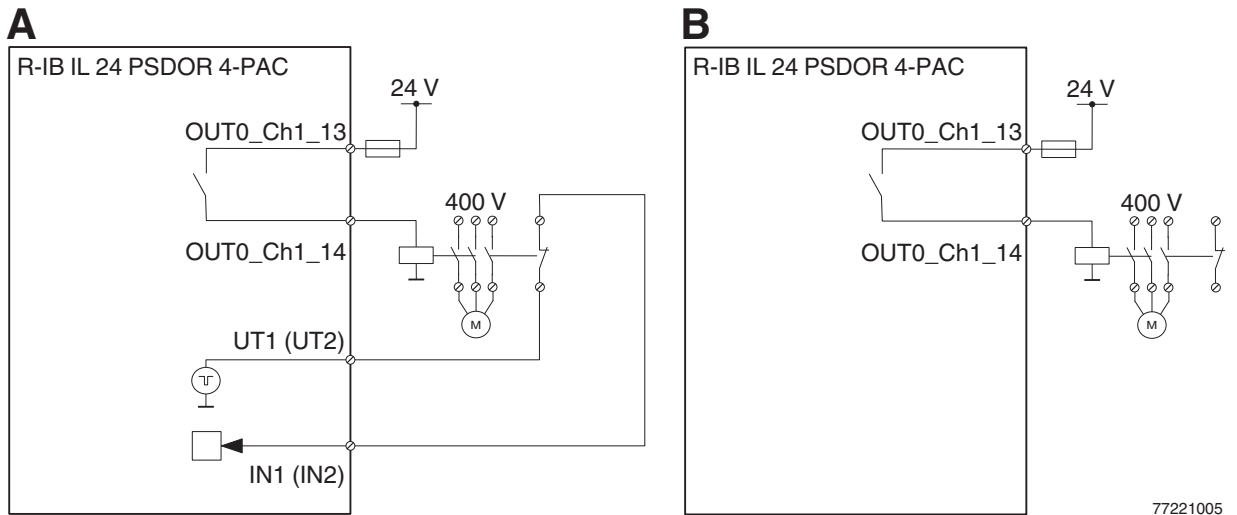 A
R-IB IL 24 PSDOR 4-PAC
24 V
OUT0_Ch1_13
400 V
OUT0_Ch1_14
M
UT1 (UT2)
IN1 (IN2)
B
R-IB IL 24 PSDOR 4-PAC
24 V
OUT0_Ch1_13
400 V
OUT0_Ch1_14
M
77221005